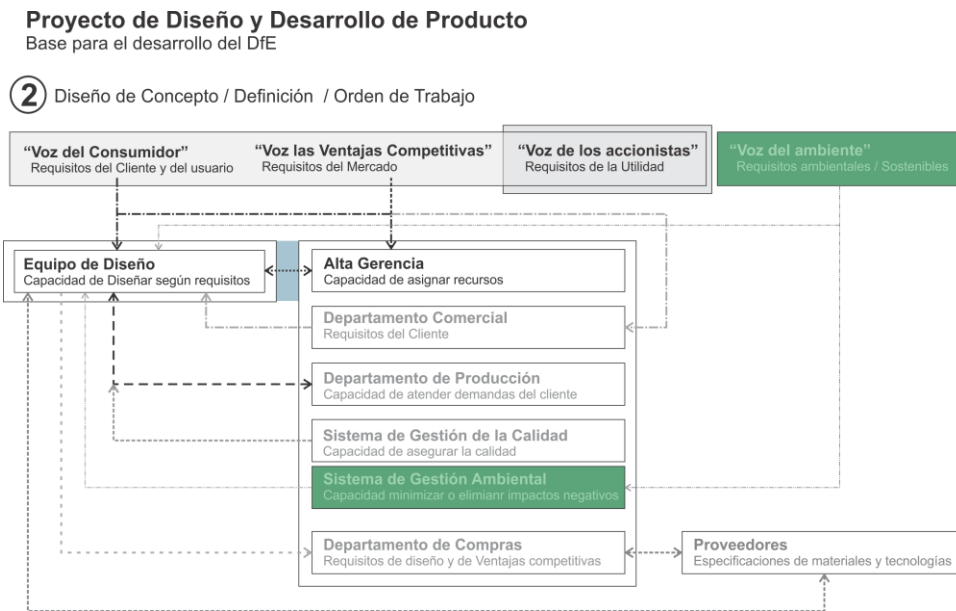 Proyecto de Diseño y Desarrollo de Producto
Base para el desarrollo del DfE
2 Diseño de Concepto / Definición / Orden de Trabajo
“Voz del Consumidor”
Requisitos del Cliente y del usuario
“Voz las Ventajas Competitivas”
Requisitos del Mercado
“Voz de los accionistas”
Requisitos de la Utilidad
“Voz del ambiente”
Requisitos ambientales / Sostenibles
Equipo de Diseño
Capacidad de Diseñar según requisitos
Alta Gerencia
Capacidad de asignar recursos
Departamento Comercial
Requisitos del Cliente
Departamento de Producción
Capacidad de atender demandas del cliente
Sistema de Gestión de la Calidad
Capacidad de asegurar la calidad
Sistema de Gestión Ambiental
Capacidad minimizar o elimianr impactos negativos
Departamento de Compras
Requisitos de diseño y de Ventajas competitivas
Proveedores
Especificaciones de materiales y tecnologías